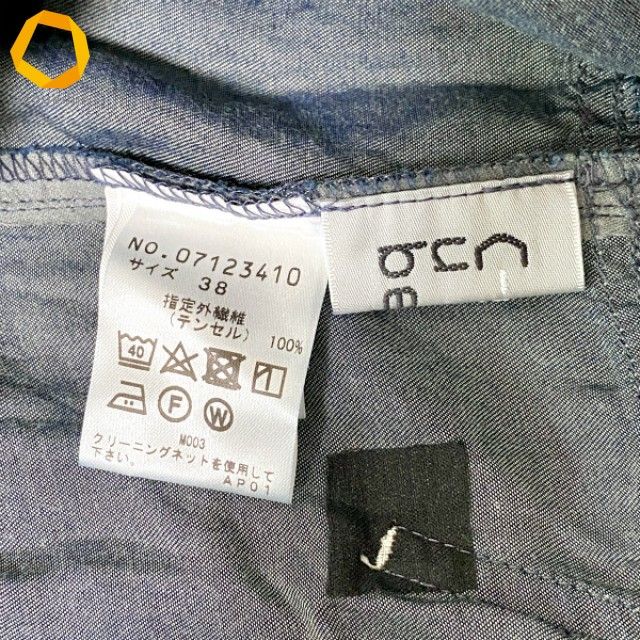 NO.07123410
サイズ 38
指定外繊維
(テンセル) 100%
40
F W
M003
クリーニングネットを使用して
下さい。
AP01